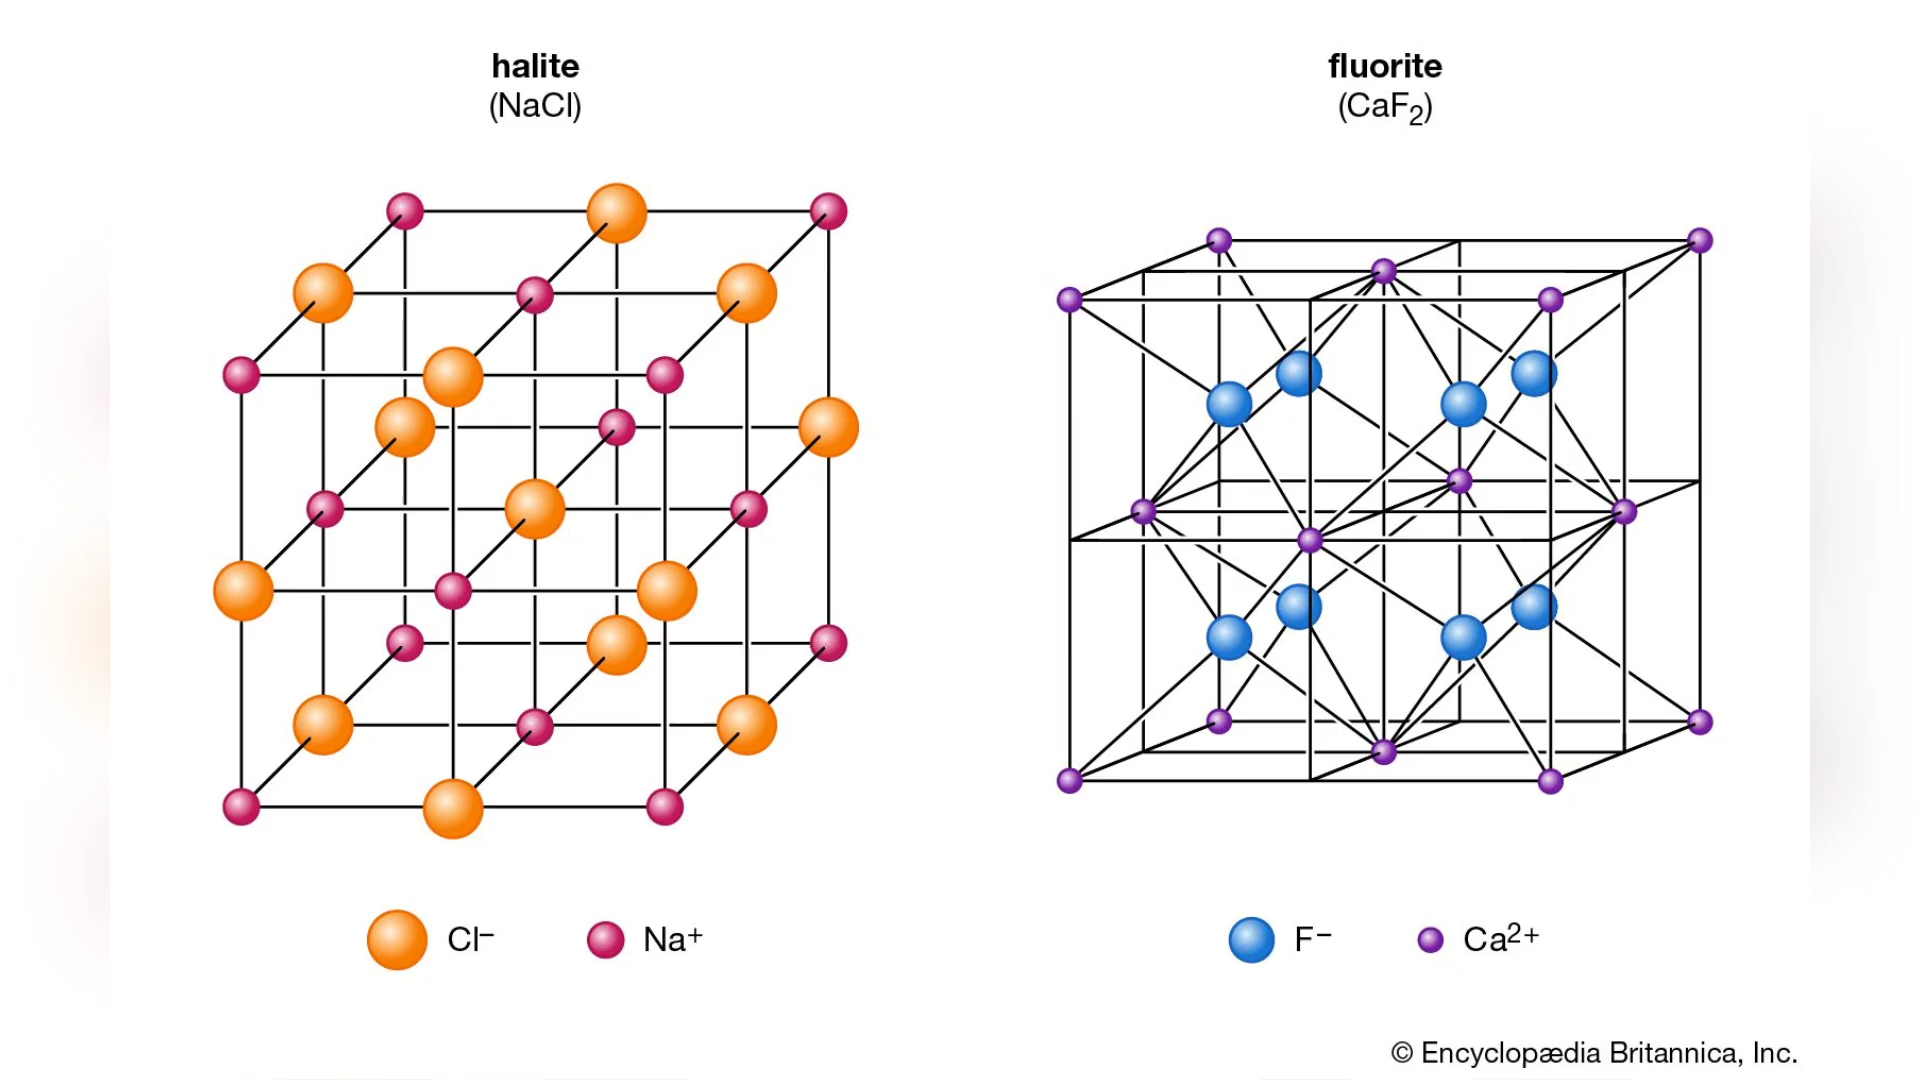 halite
(NaCl)
fluorite
(CaF₂)
Cl⁻
Na⁺
F⁻
Ca²⁺
© Encyclopædia Britannica, Inc.